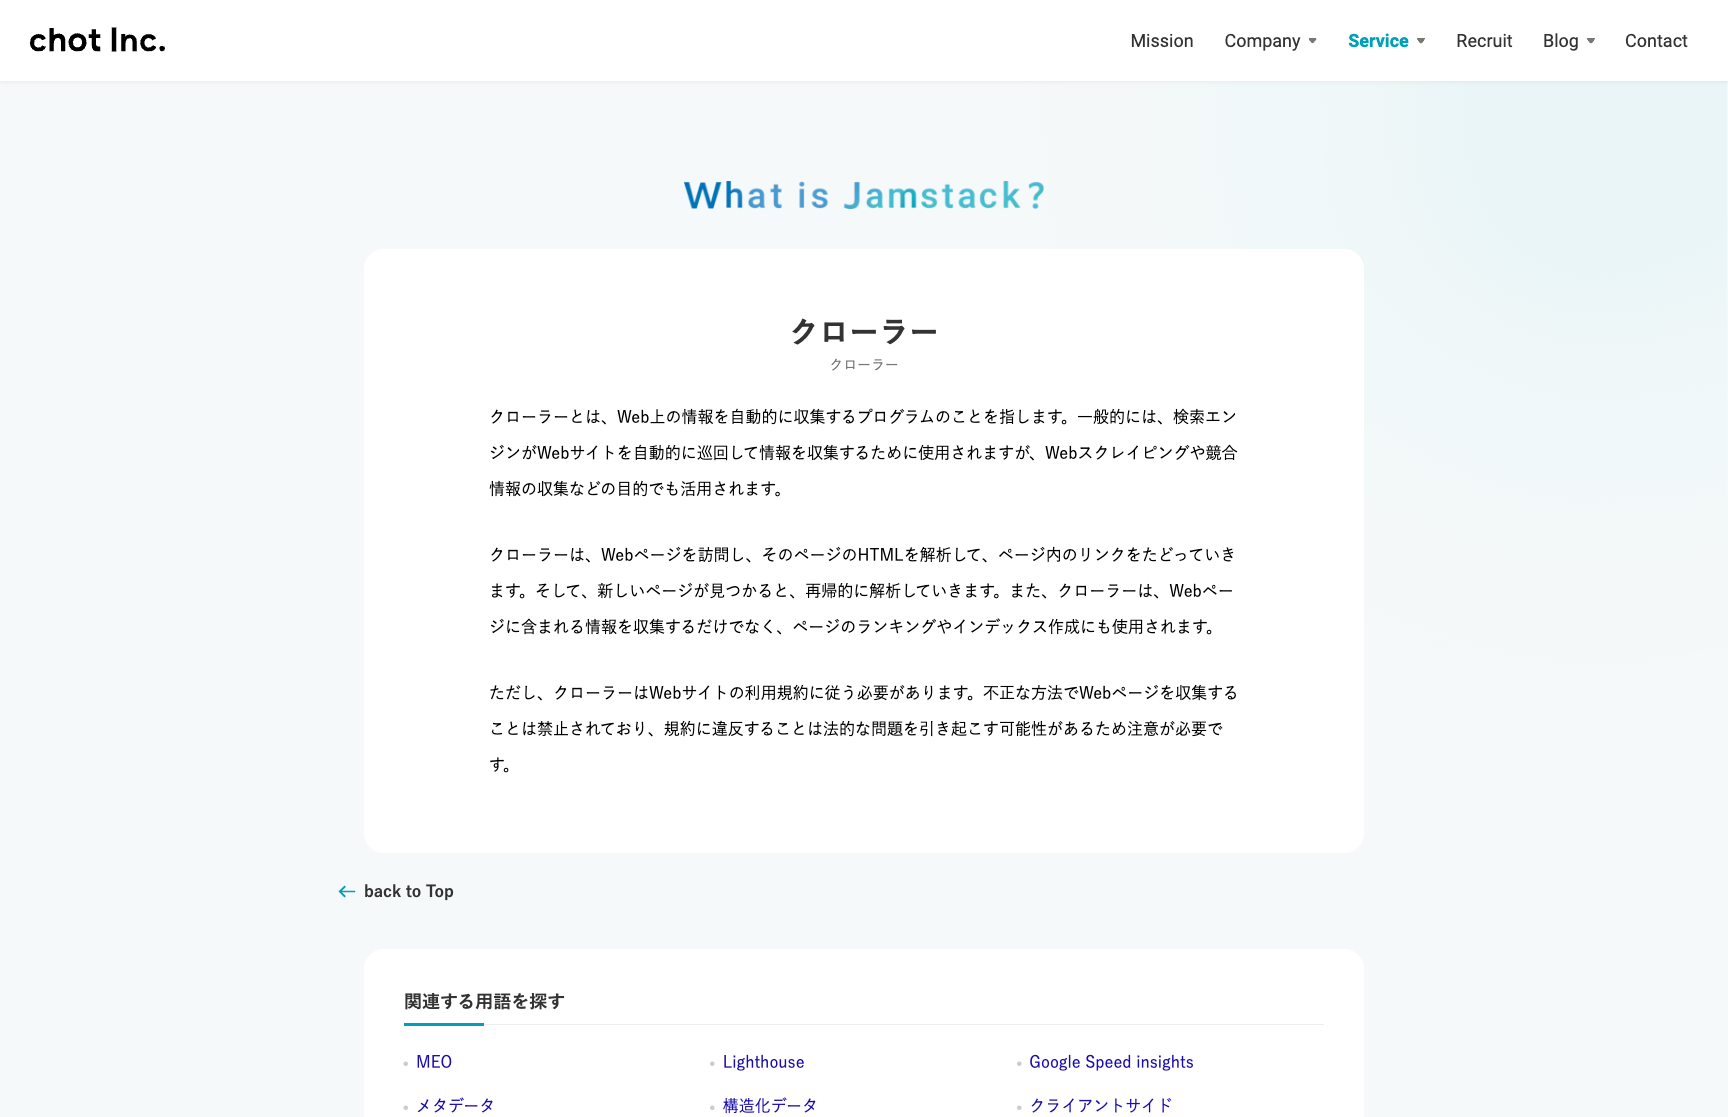 chot Inc.
Mission Company Service Recruit Blog Contact
What is Jamstack?
クローラー
クローラー
クローラーとは、Web上の情報を自動的に収集するプログラムのことを指します。一般的には、検索エン
ジンがWebサイトを自動的に巡回して情報を収集するために使用されますが、Webスクレイピングや競合
情報の収集などの目的でも活用されます。
クローラーは、Webページを訪問し、そのページのHTMLを解析して、ページ内のリンクをたどっていき
ます。そして、新しいページが見つかると、再帰的に解析していきます。また、クローラーは、Webペー
ジに含まれる情報を収集するだけでなく、ページのランキングやインデックス作成にも使用されます。
ただし、クローラーはWebサイトの利用規約に従う必要があります。不正な方法でWebページを収集する
ことは禁止されており、規約に違反することは法的な問題を引き起こす可能性があるため注意が必要で
す。
back to Top
関連する用語を探す
MEO Lighthouse Google Speed insights
メタデータ 構造化データ クライアントサイド